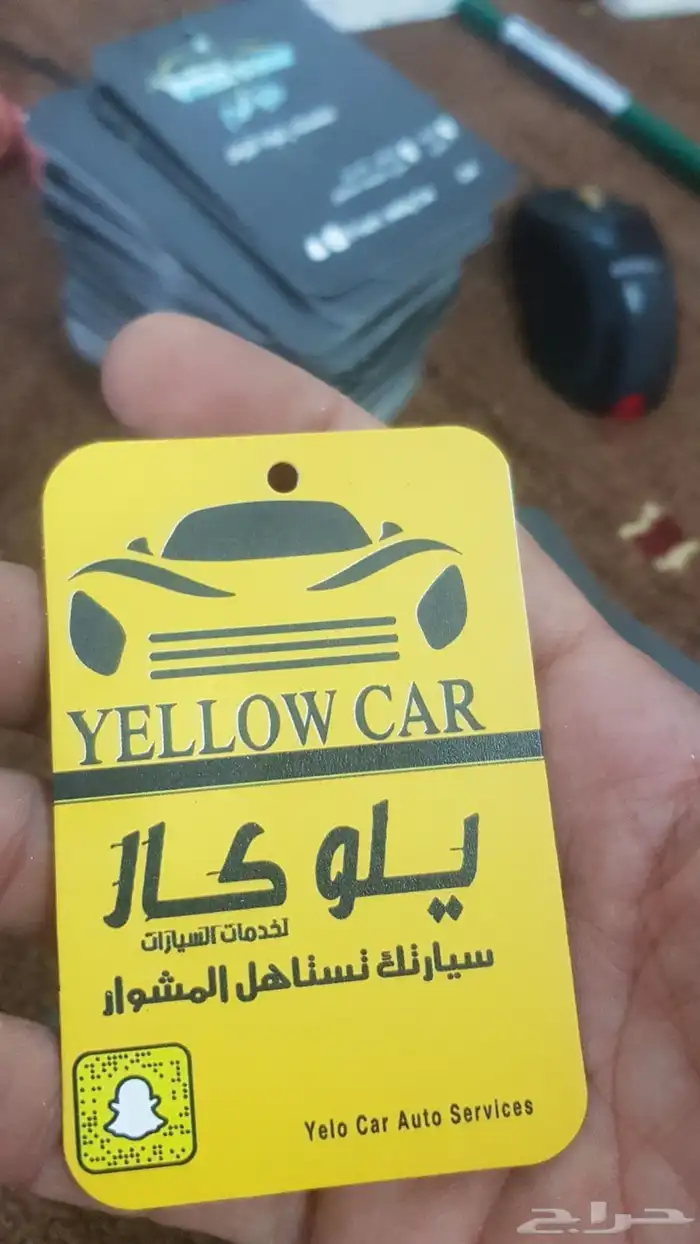 YELLOW CAR
يلو كار
لخدمات السيارات
سيارتك تستاهل المشوار
Yelo Car Auto Services
حراج